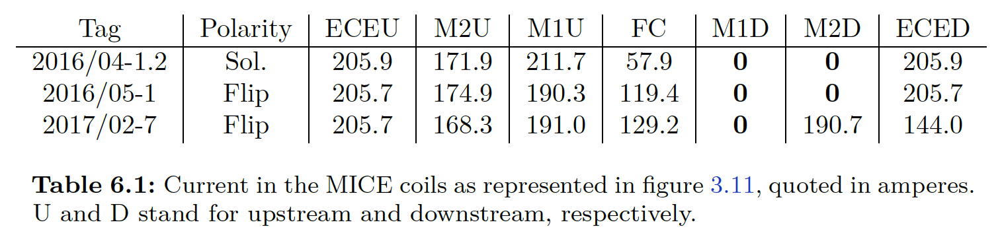 Tag Polarity ECEU M2U M1U FC M1D M2D ECED
2016/04-1.2 Sol. 205.9 171.9 211.7 57.9 0 0 205.9
2016/05-1 Flip 205.7 174.9 190.3 119.4 0 0 205.7
2017/02-7 Flip 205.7 168.3 191.0 129.2 0 190.7 144.0
Table 6.1: Current in the MICE coils as represented in figure 3.11, quoted in amperes.
U and D stand for upstream and downstream, respectively.